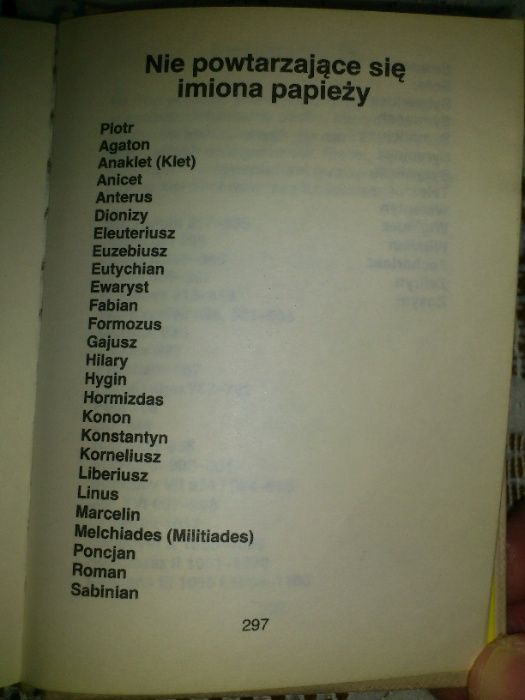 Nie powtarzające się
imiona papieży
Piotr
Agaton
Anaklet (Klet)
Anicet
Anterus
Dionizy
Eleuteriusz
Euzebiusz
Eutychian
Ewaryst
Fabian
Formozus
Gajusz
Hilary
Hygin
Hormizdas
Konon
Konstantyn
Korneliusz
Liberiusz
Linus
Marcelin
Melchiades (Militiades)
Poncjan
Roman
Sabinian
297